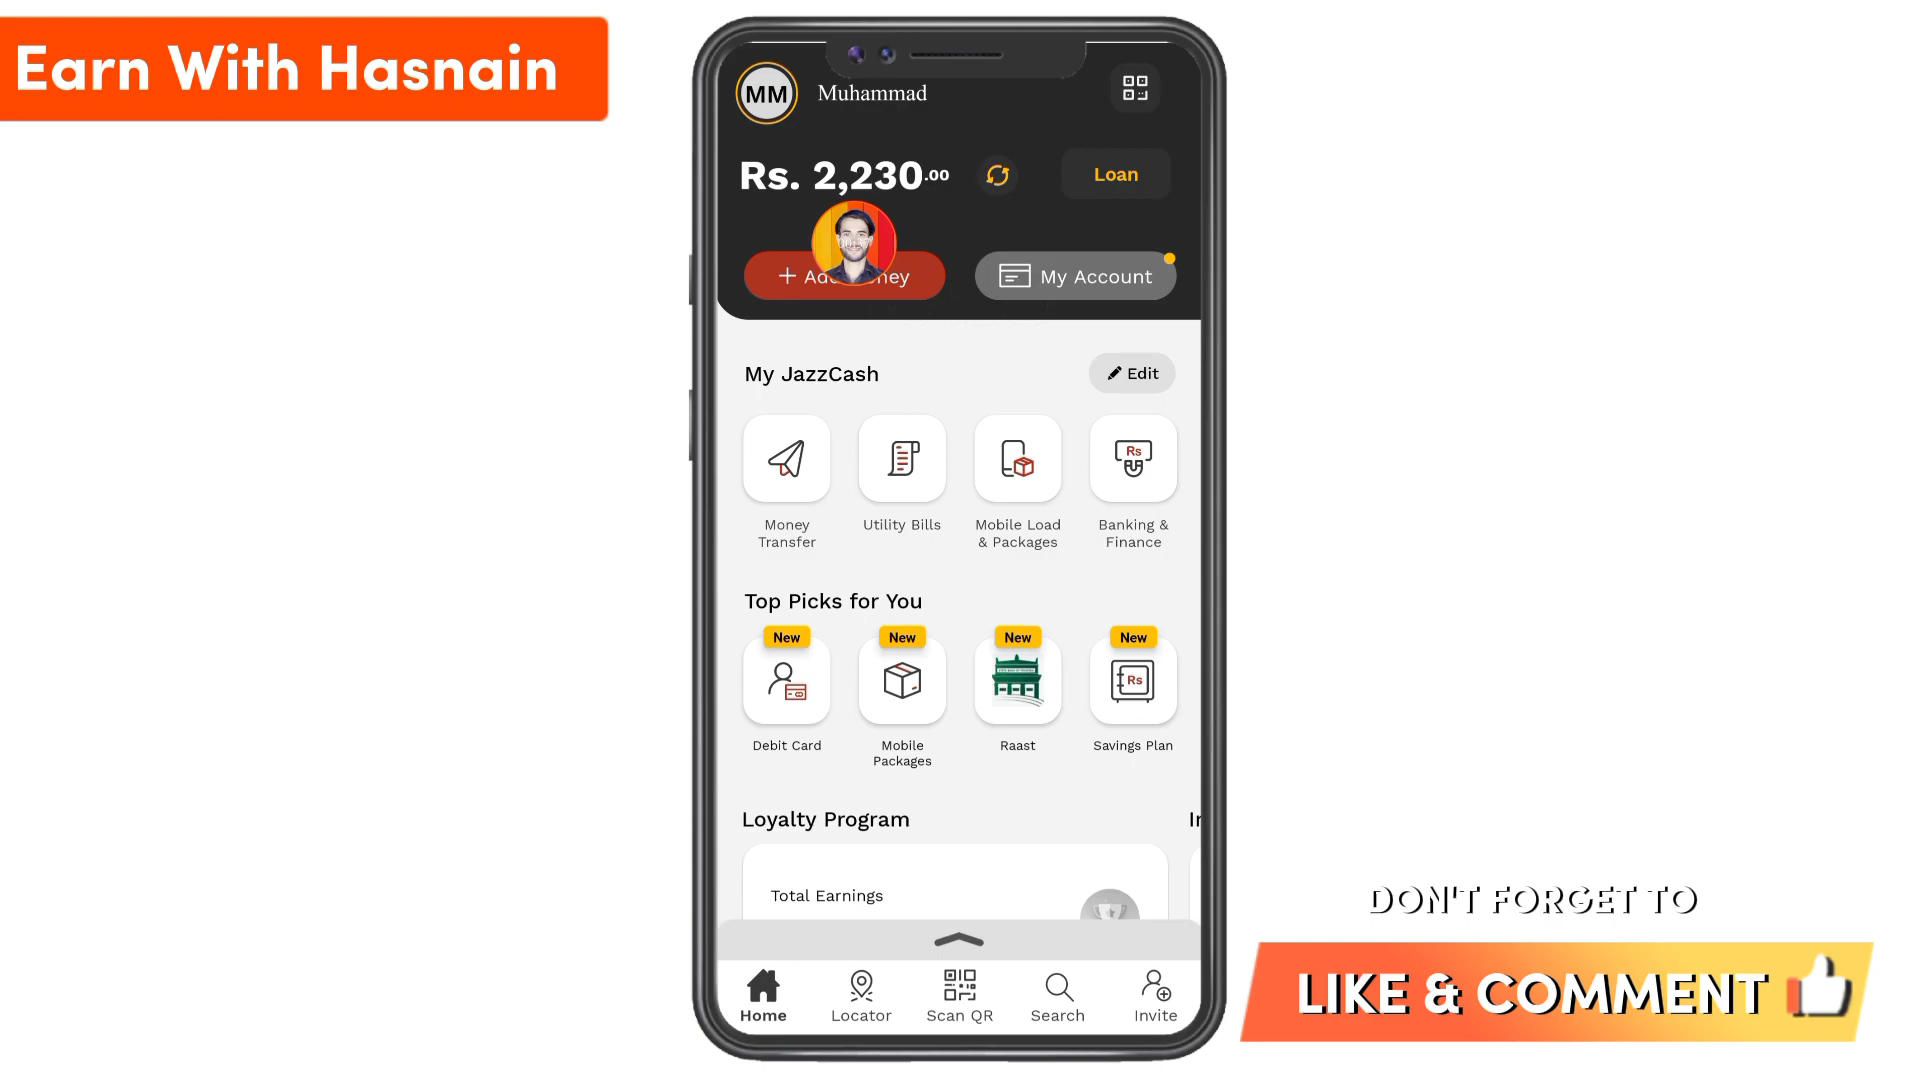 Earn With Hasnain
MM
Muhammad
Rs. 2,230.00
Loan
My Account
My JazzCash
Edit
Money
Transfer
Utility Bills
Mobile Load
& Packages
Rs
Banking &
Finance
Top Picks for You
New
New
New
New
Rs
Debit Card
Mobile
Packages
Raast
Savings Plan
Loyalty Program
Total Earnings
Home
Locator
Scan QR
Search
Invite
DON'T FORGET TO
LIKE & COMMENT